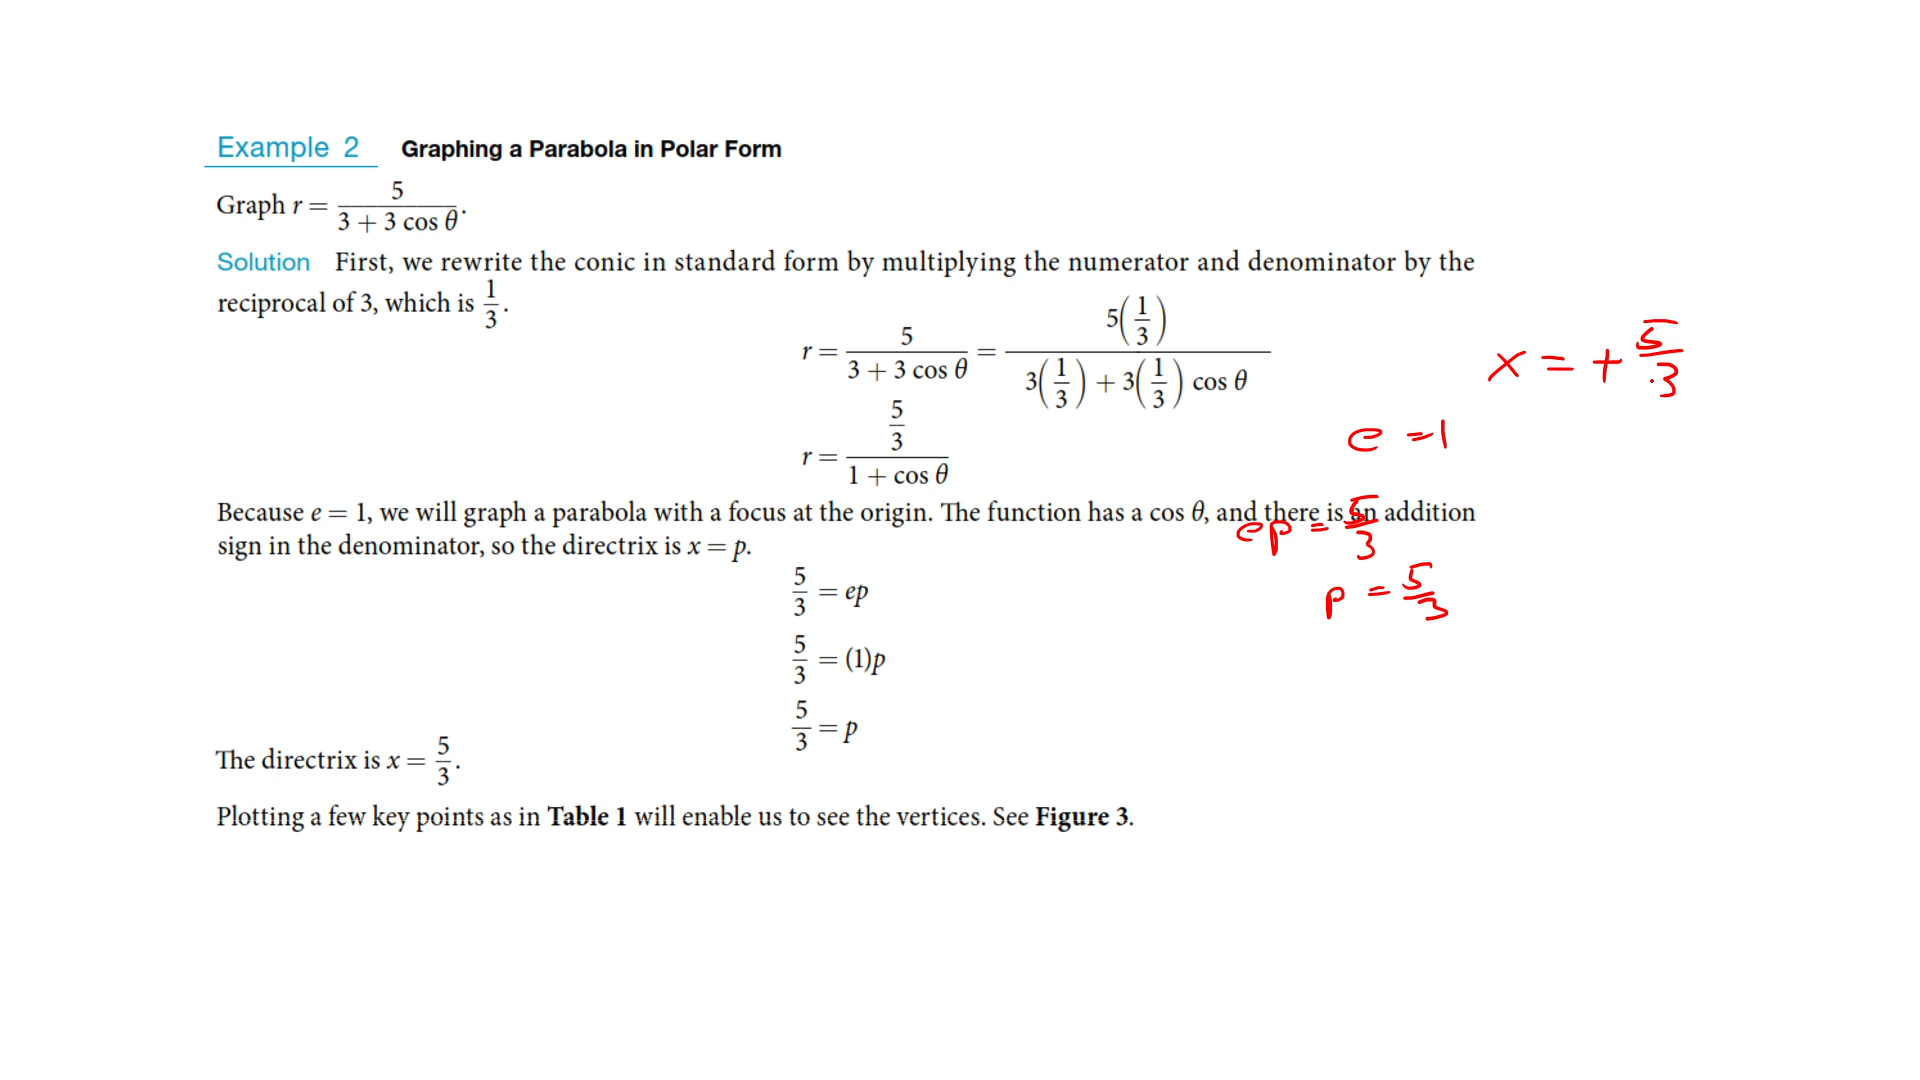 Example 2 Graphing a Parabola in Polar Form
Graph r = 5/(3 + 3 cos θ).
Solution First, we rewrite the conic in standard form by multiplying the numerator and denominator by the
reciprocal of 3, which is 1/3.
r = 5/(3 + 3 cos θ) = 5(1/3)/(3(1/3) + 3(1/3) cos θ)
x = + 5/3
e = 1
r = (5/3)/(1 + cos θ)
Because e = 1, we will graph a parabola with a focus at the origin. The function has a cos θ, and there is an addition
sign in the denominator, so the directrix is x = p.
ep = 5/3
5/3 = ep
p = 5/3
5/3 = (1)p
5/3 = p
The directrix is x = 5/3.
Plotting a few key points as in Table 1 will enable us to see the vertices. See Figure 3.